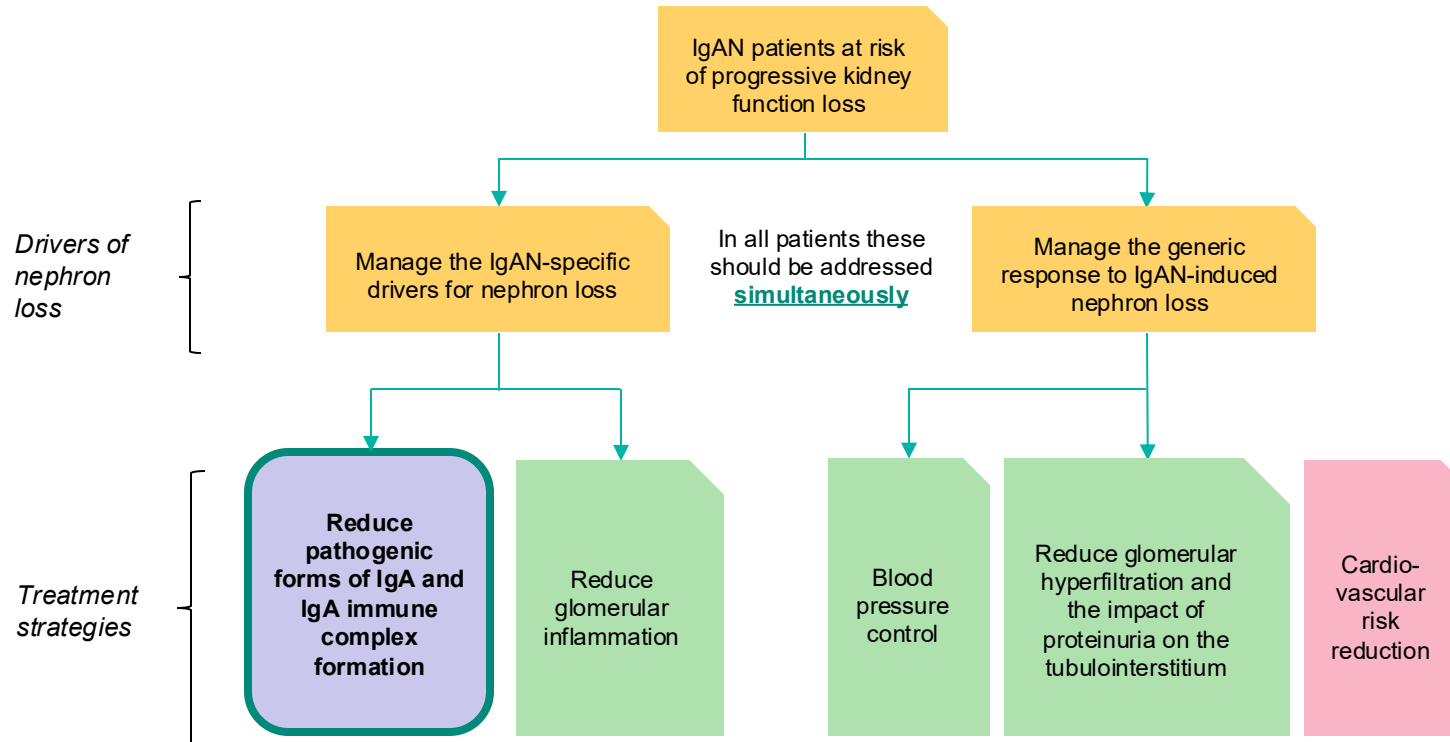 IgAN patients at risk
of progressive kidney
function loss
Drivers of
nephron
loss
Manage the IgAN-specific
drivers for nephron loss
In all patients these
should be addressed
simultaneously
Manage the generic
response to IgAN-induced
nephron loss
Treatment
strategies
Reduce
pathogenic
forms of IgA and
IgA immune
complex
formation
Reduce
glomerular
inflammation
Blood
pressure
control
Reduce glomerular
hyperfiltration and
the impact of
proteinuria on the
tubulointerstitium
Cardio-
vascular
risk
reduction